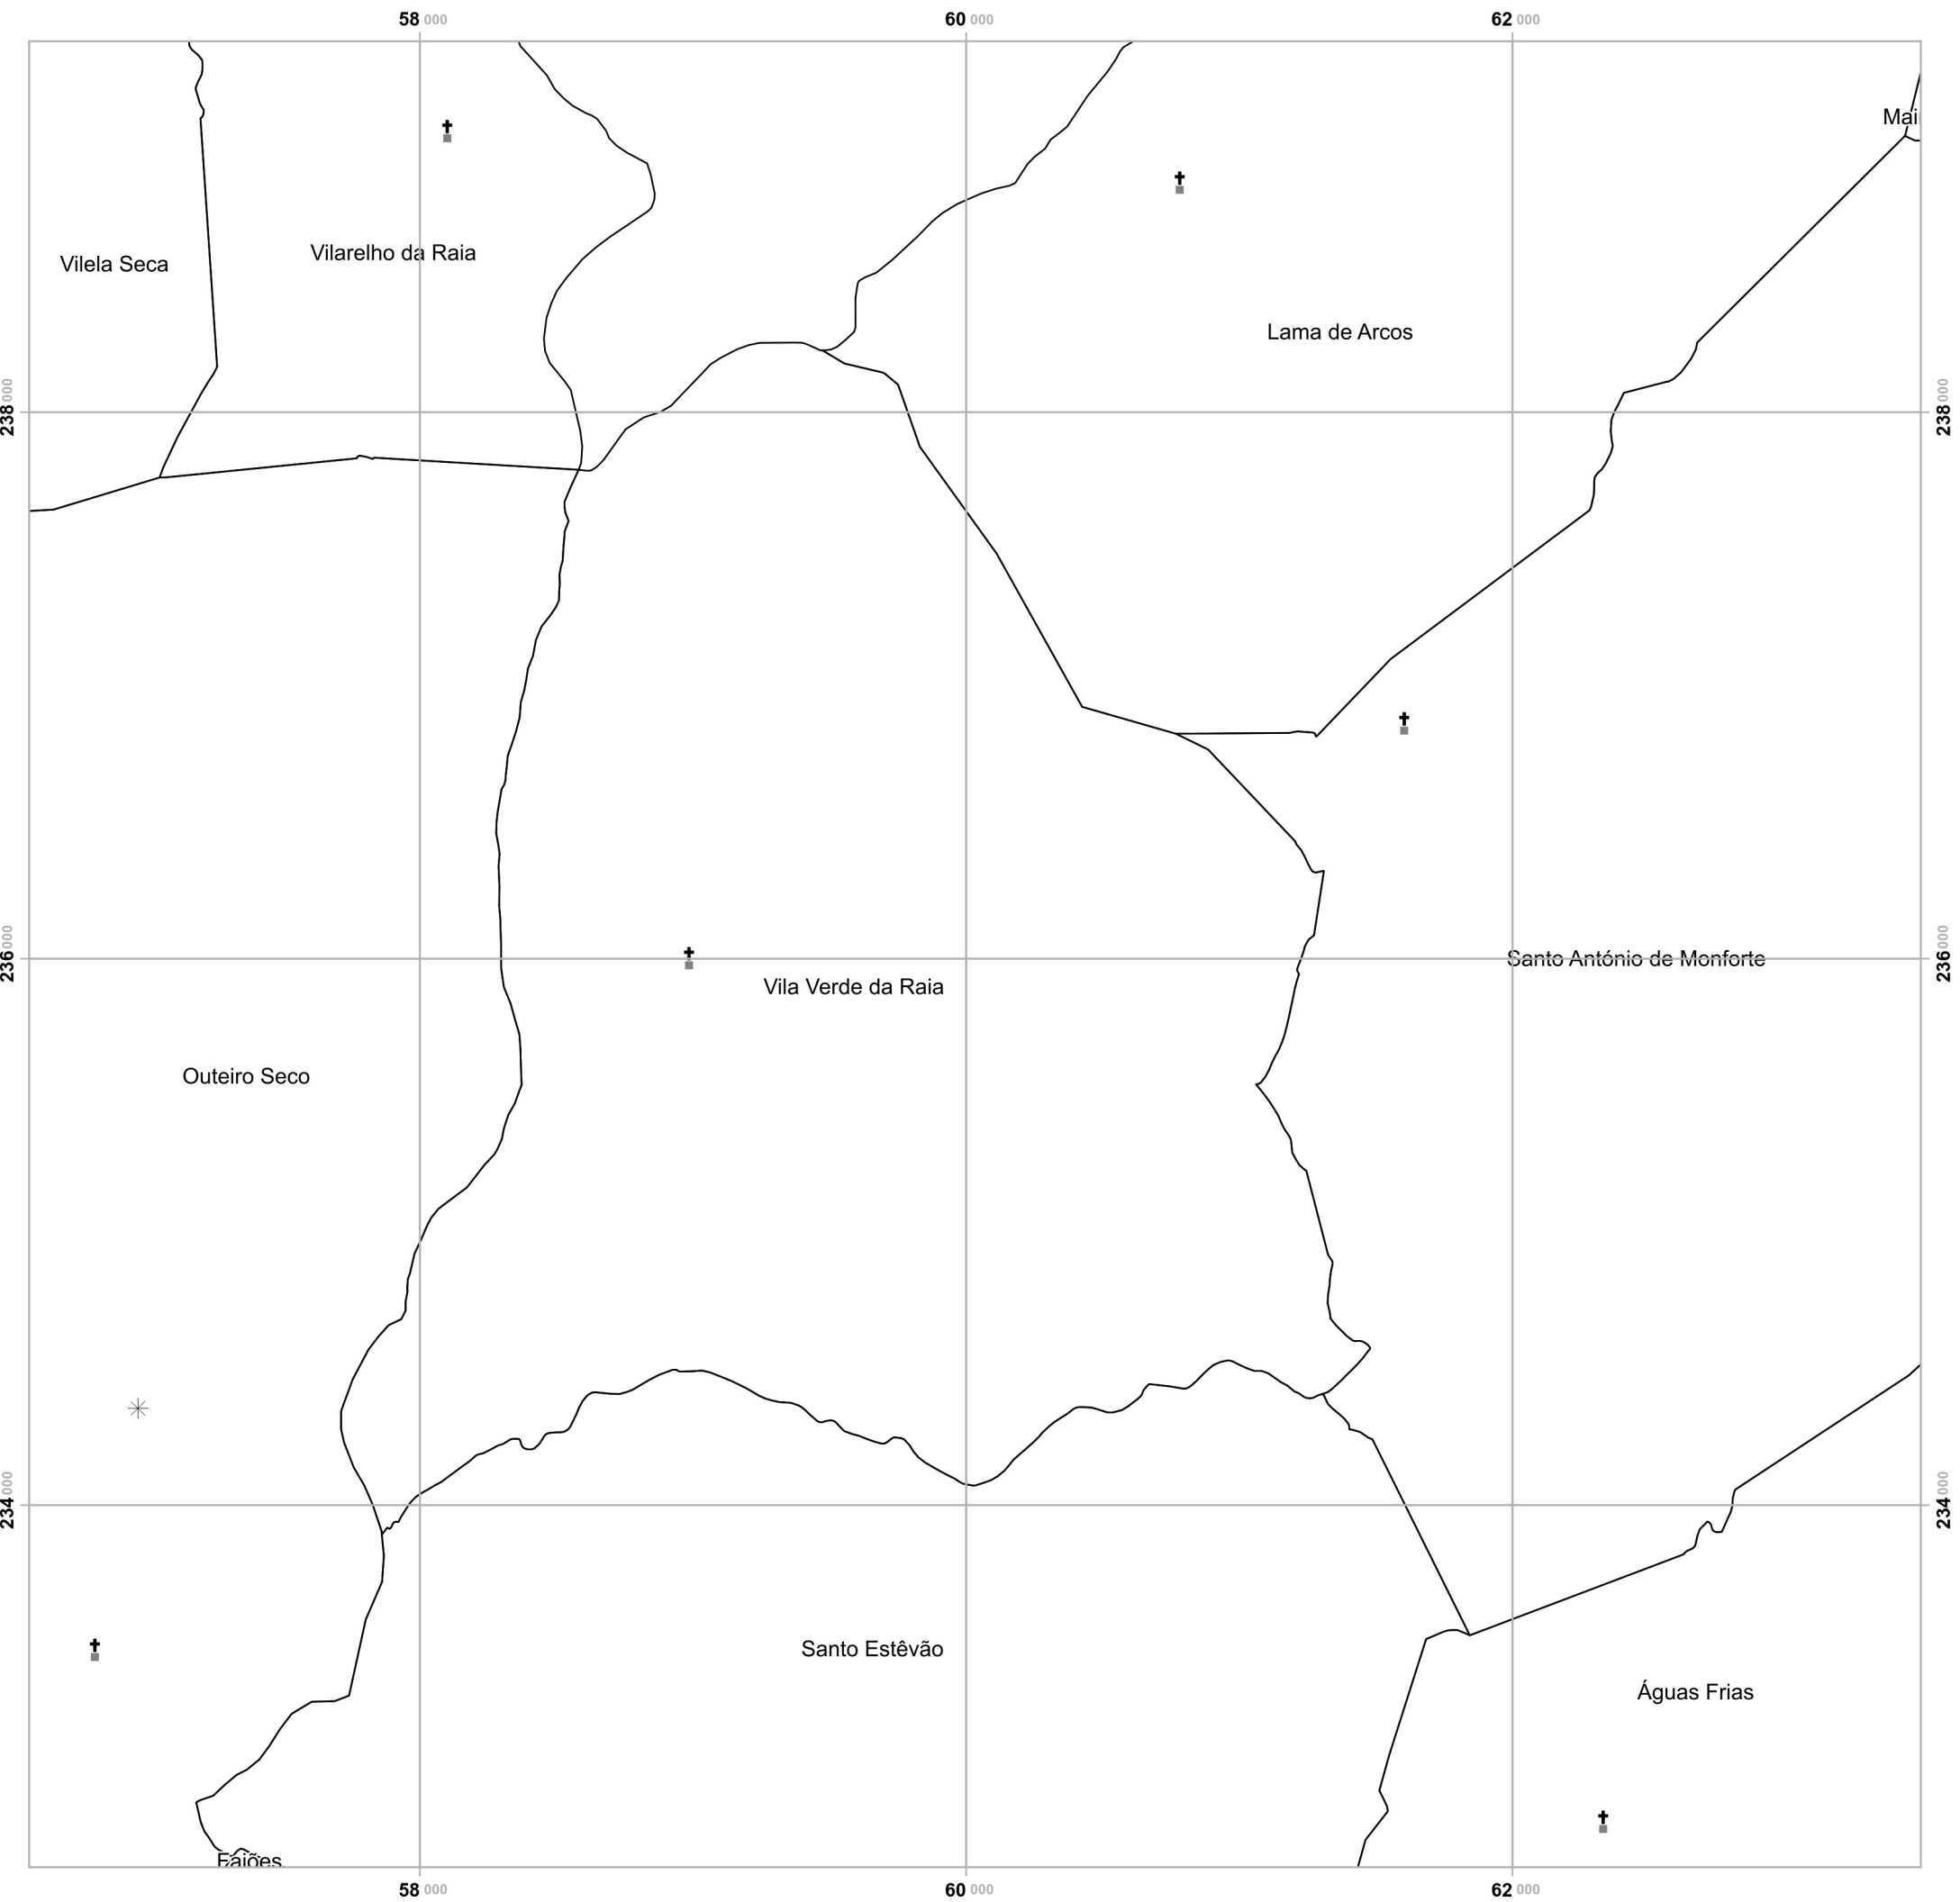 58 000
60 000
62 000
Mai
Vilarelho da Raia
Vilela Seca
Lama de Arcos
238 000
238 000
236 000
Santo António de Monforte
236 000
Vila Verde da Raia
Outeiro Seco
234 000
234 000
Santo Estêvão
Águas Frias
Faiões
58 000
60 000
62 000